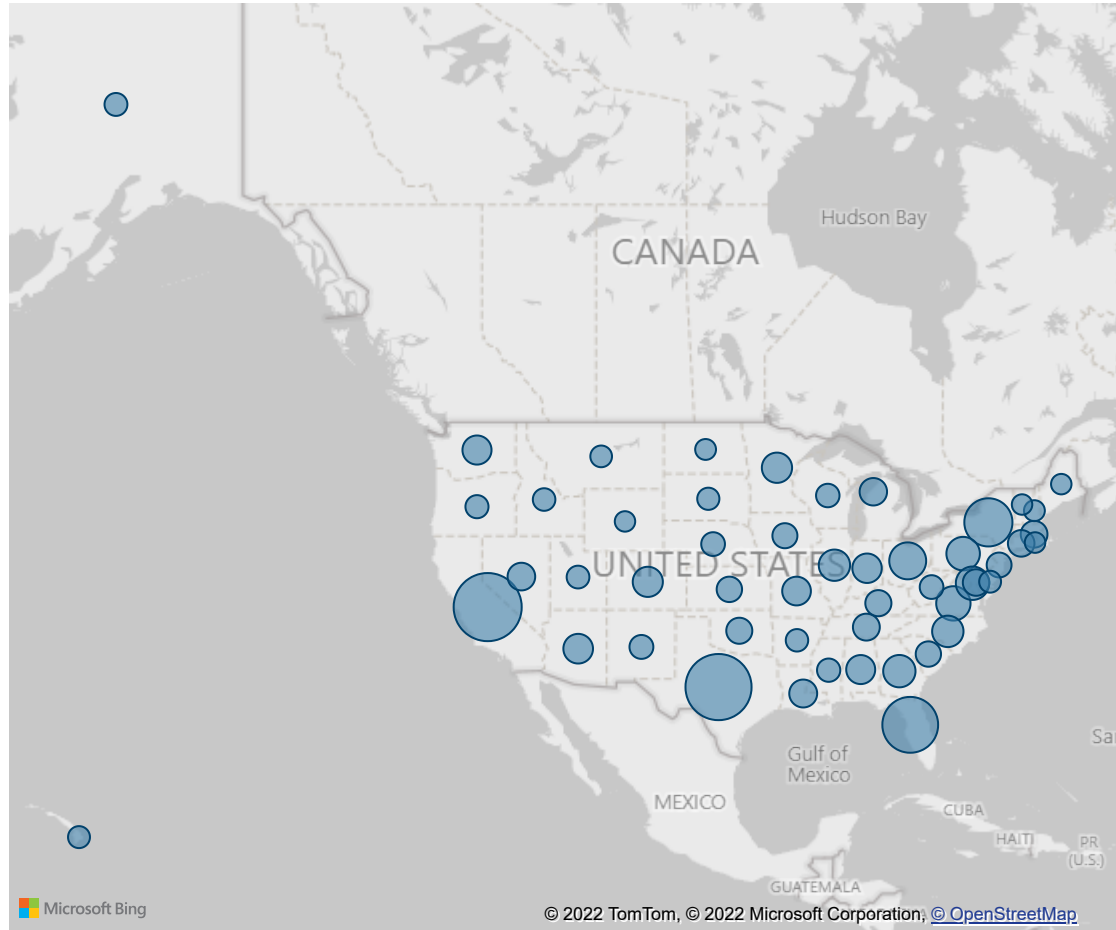 Hudson Bay
CANADA
UNITED STATES
Gulf of
Mexico
MEXICO
CUBA
HAITI
PR
(U.S.)
GUATEMALA
Microsoft Bing
© 2022 TomTom, © 2022 Microsoft Corporation, © OpenStreetMap